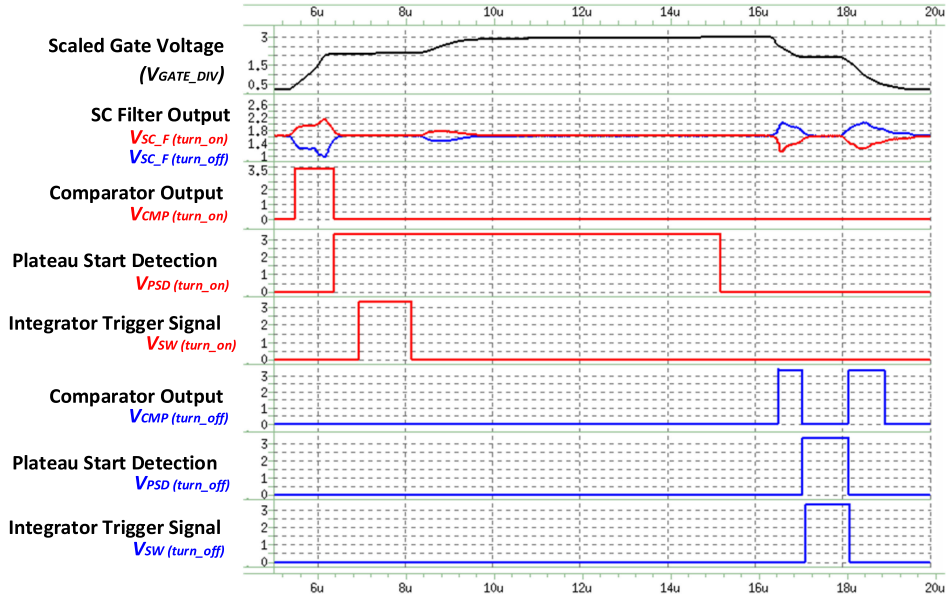 6u 8u 10u 12u 14u 16u 18u 20u
Scaled Gate Voltage
(VGATE_DIV)
3
1.5
0.5
SC Filter Output
VSC_F (turn_on)
VSC_F (turn_off)
2.6
2.2
1.8
1.4
1
Comparator Output
VCMP (turn_on)
3.5
2
1
0
Plateau Start Detection
VPSD (turn_on)
3
2
1
0
Integrator Trigger Signal
VSW (turn_on)
3
2
1
0
Comparator Output
VCMP (turn_off)
3
2
1
0
Plateau Start Detection
VPSD (turn_off)
3
2
1
0
Integrator Trigger Signal
VSW (turn_off)
3
2
1
0
6u 8u 10u 12u 14u 16u 18u 20u